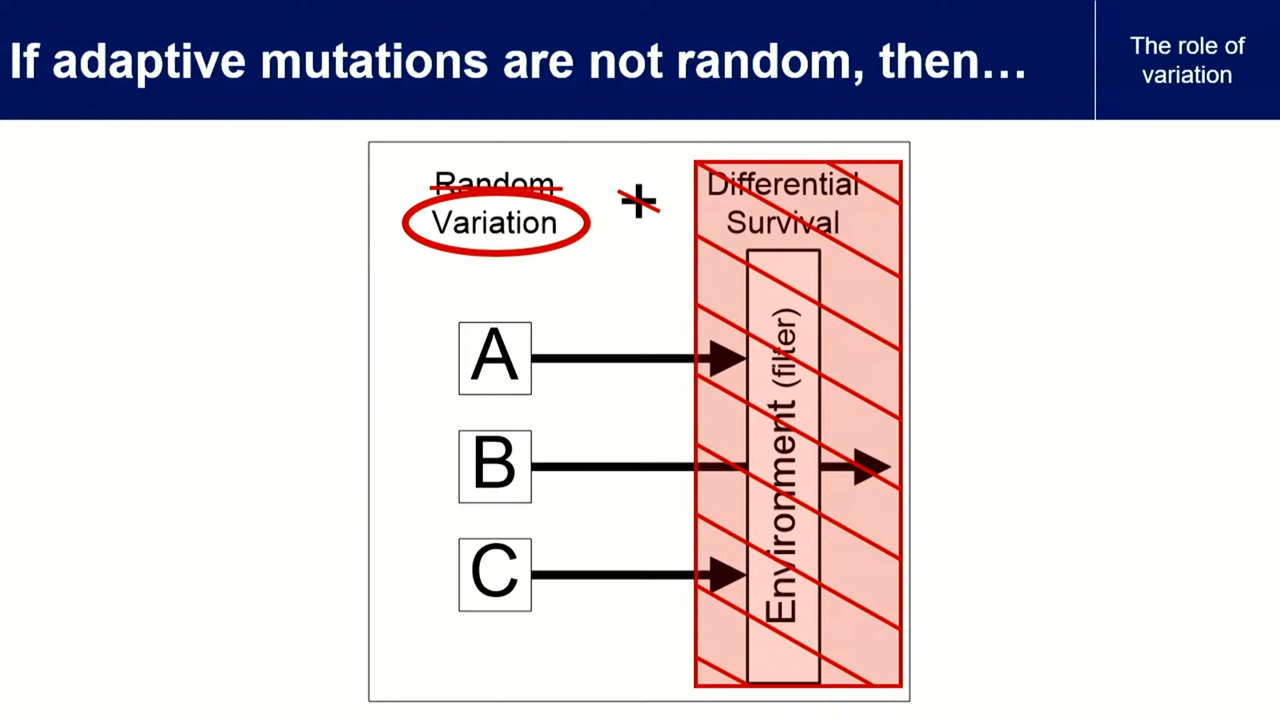 If adaptive mutations are not random, then…
The role of
variation
Random
Variation
+
Differential
Survival
A
B
C
Environment (filter)